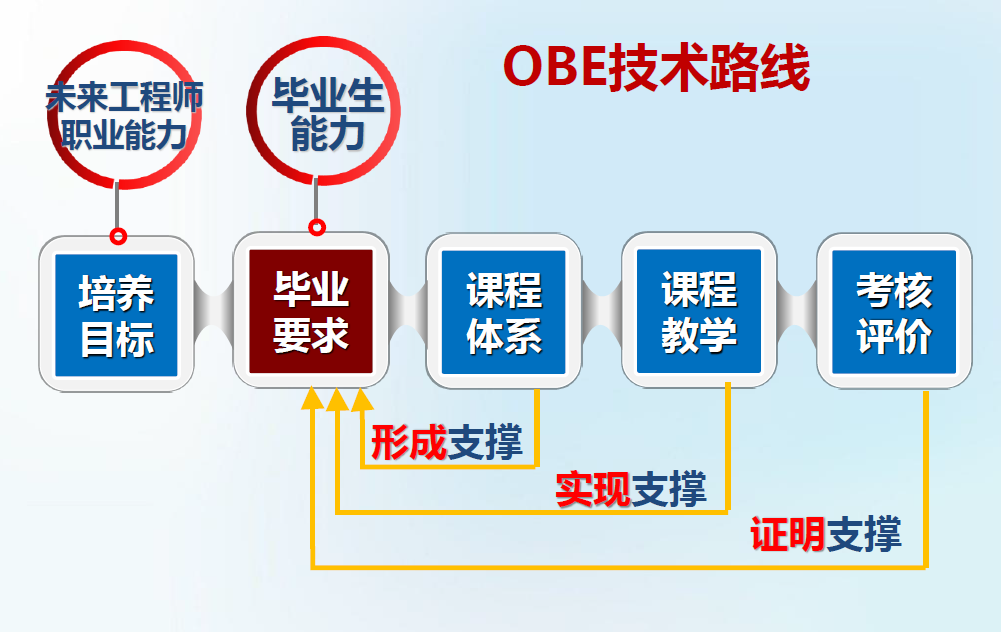 OBE技术路线
未来工程师
职业能力
毕业生
能力
培养
目标
毕业
要求
课程
体系
课程
教学
考核
评价
形成支撑
实现支撑
证明支撑